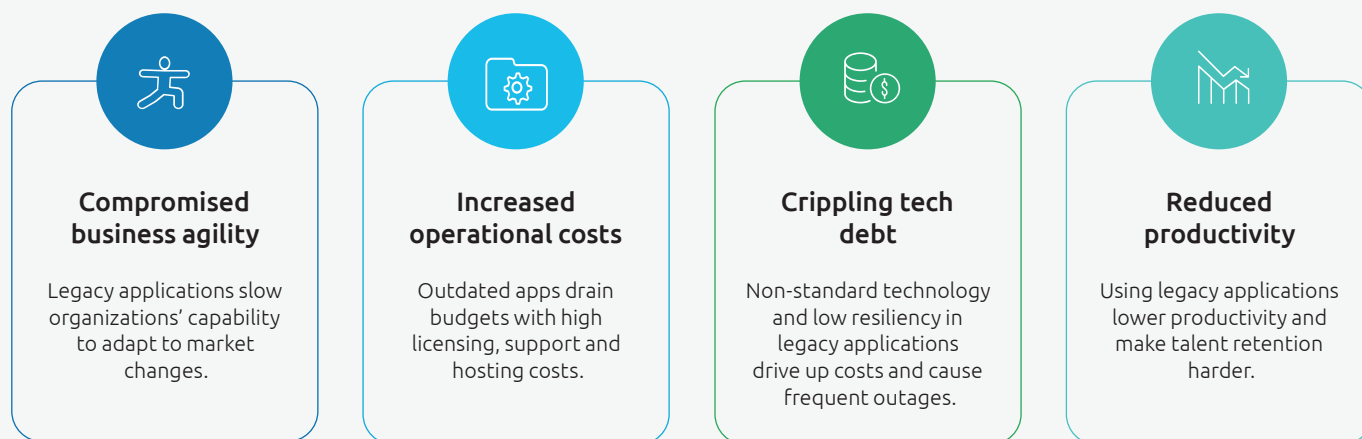 Compromised
business agility
Legacy applications slow
organizations’ capability
to adapt to market
changes.
Increased
operational costs
Outdated apps drain
budgets with high
licensing, support and
hosting costs.
Crippling tech
debt
Non-standard technology
and low resiliency in
legacy applications
drive up costs and cause
frequent outages.
Reduced
productivity
Using legacy applications
lower productivity and
make talent retention
harder.
$